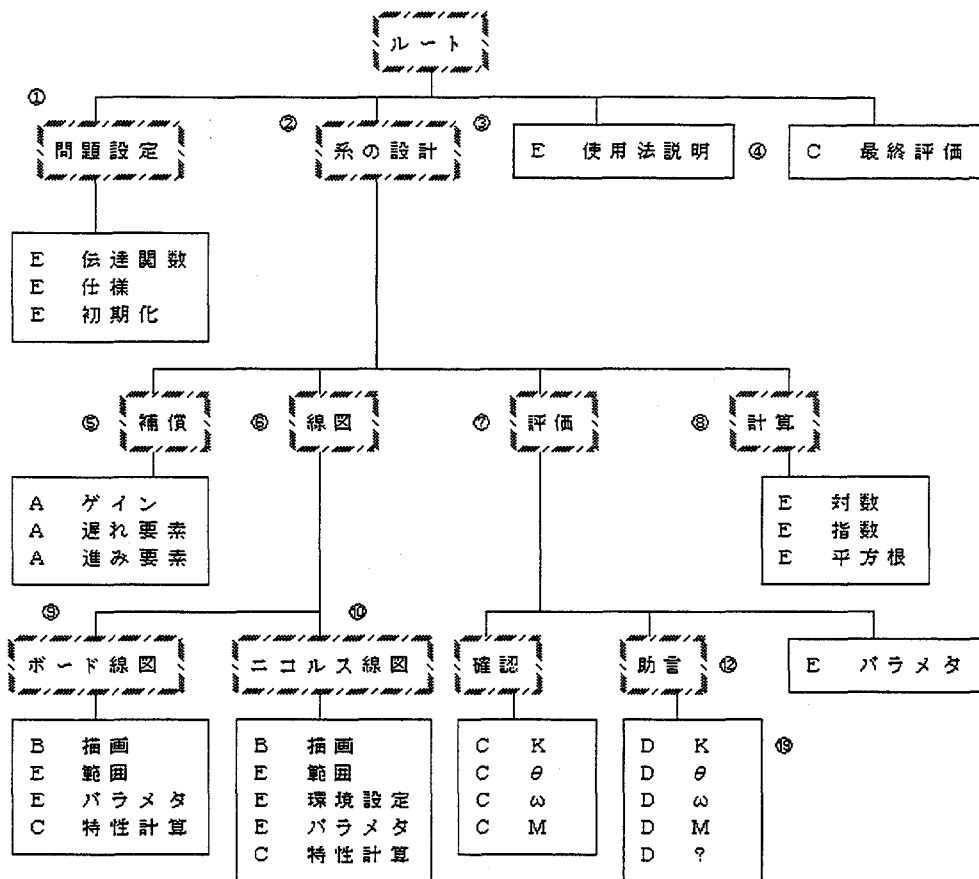 ルート
① 問題設定
② 系の設計
③ E 使用法説明
④ C 最終評価
E 伝達関数
E 仕様
E 初期化
⑤ 補償
⑥ 線図
⑦ 評価
⑧ 計算
A ゲイン
A 遅れ要素
A 進み要素
E 対数
E 指数
E 平方根
⑨ ボード線図
⑩ ニコルス線図
確認
助言 ⑫
E パラメタ
B 描画
E 範囲
E パラメタ
C 特性計算
B 描画
E 範囲
E 環境設定
E パラメタ
C 特性計算
C K
C θ
C ω
C M
D K
D θ
D ω
D M
D ?